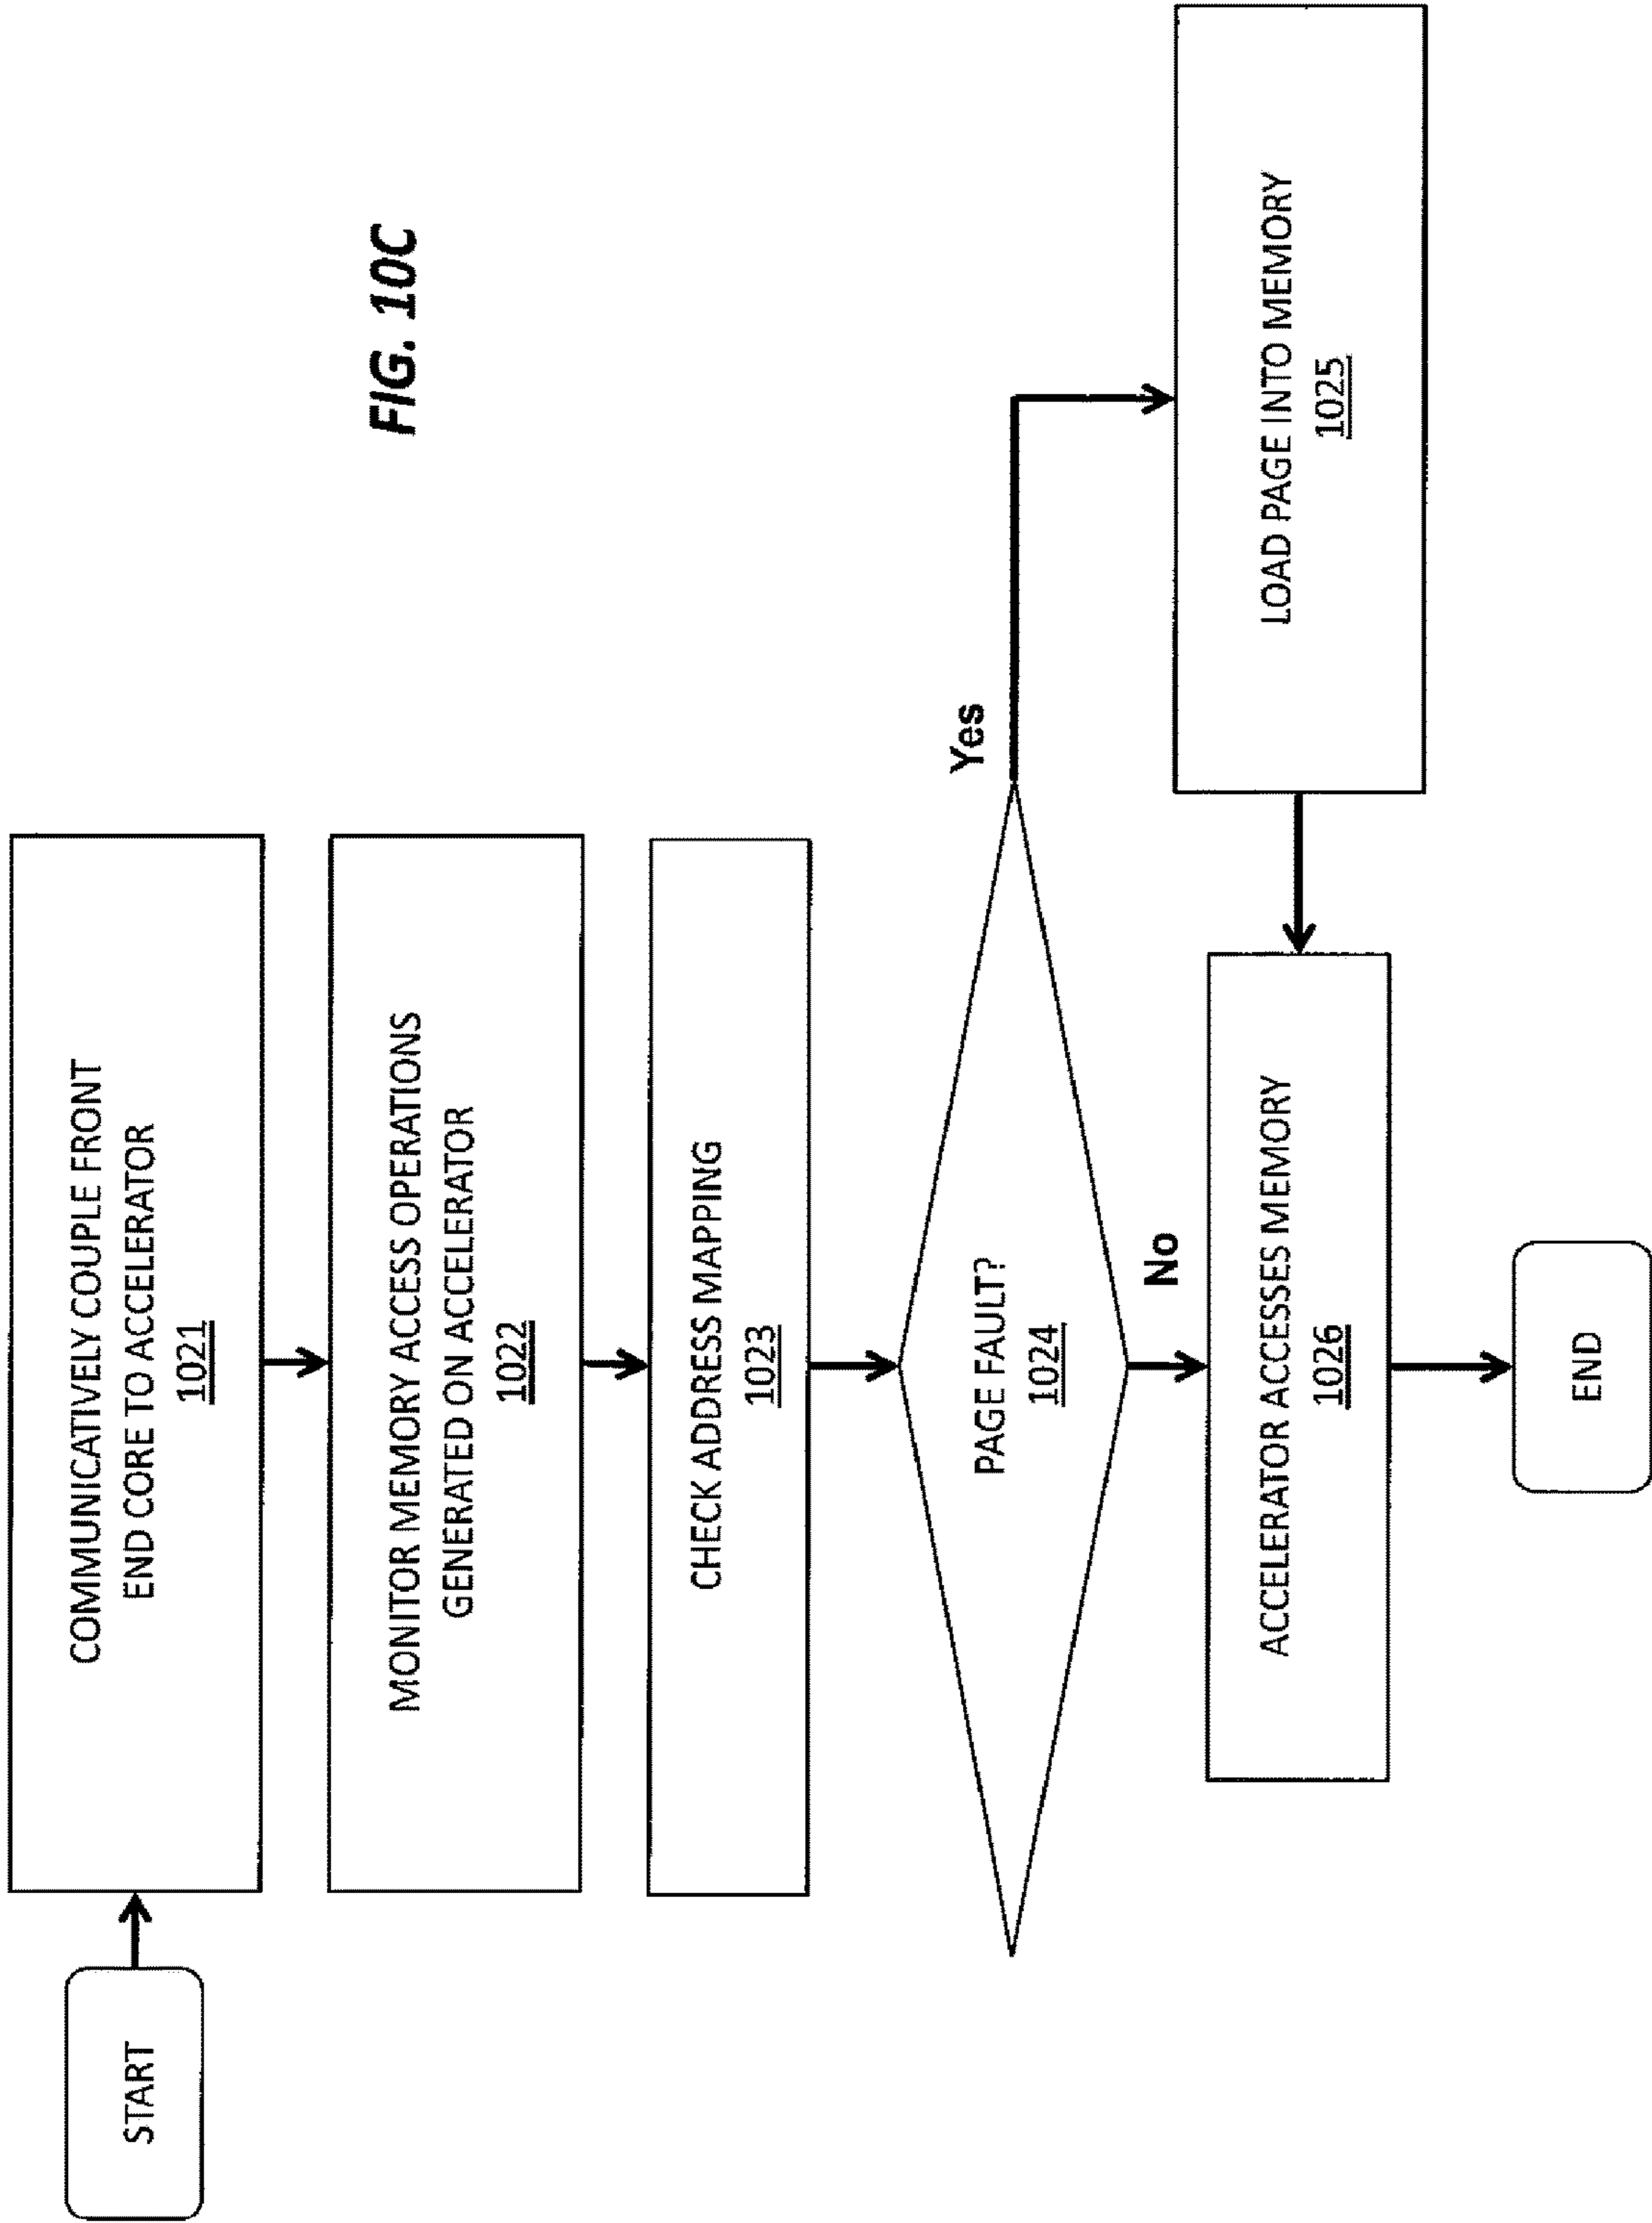 START
COMMUNICATIVELY COUPLE FRONT
END CORE TO ACCELERATOR
1021
MONITOR MEMORY ACCESS OPERATIONS
GENERATED ON ACCELERATOR
1022
CHECK ADDRESS MAPPING
1023
PAGE FAULT?
1024
Yes
No
LOAD PAGE INTO MEMORY
1025
ACCELERATOR ACCESSES MEMORY
1026
END
FIG. 10C